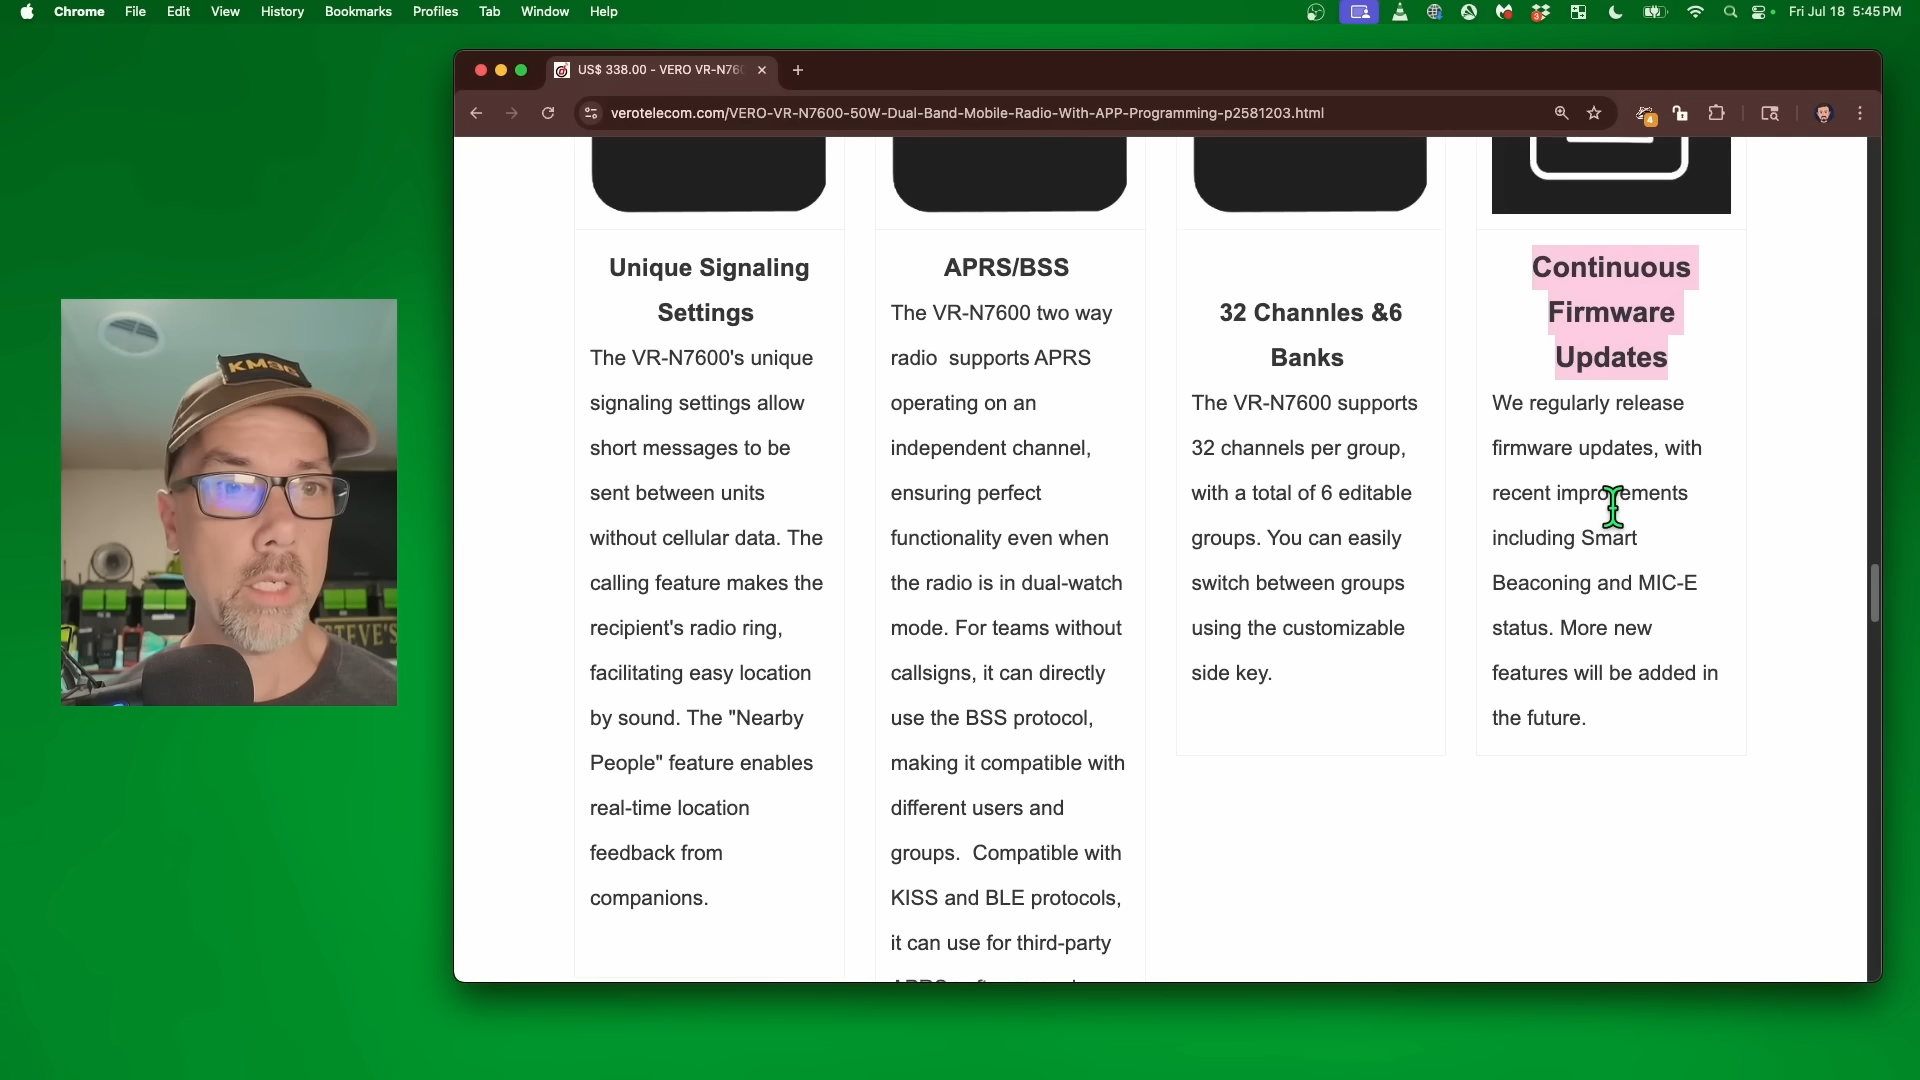 Chrome File Edit View History Bookmarks Profiles Tab Window Help
3
Fri Jul 18 5:45 PM
US$ 338.00 - VERO VR-N760
verotelecom.com/VERO-VR-N7600-50W-Dual-Band-Mobile-Radio-With-APP-Programming-p2581203.html
4
Unique Signaling
Settings
The VR-N7600's unique
signaling settings allow
short messages to be
sent between units
without cellular data. The
calling feature makes the
recipient's radio ring,
facilitating easy location
by sound. The "Nearby
People" feature enables
real-time location
feedback from
companions.
APRS/BSS
The VR-N7600 two way
radio  supports APRS
operating on an
independent channel,
ensuring perfect
functionality even when
the radio is in dual-watch
mode. For teams without
callsigns, it can directly
use the BSS protocol,
making it compatible with
different users and
groups.  Compatible with
KISS and BLE protocols,
it can use for third-party
32 Channles &6
Banks
The VR-N7600 supports
32 channels per group,
with a total of 6 editable
groups. You can easily
switch between groups
using the customizable
side key.
Continuous
Firmware
Updates
We regularly release
firmware updates, with
recent improvements
including Smart
Beaconing and MIC-E
status. More new
features will be added in
the future.
STEVE'S